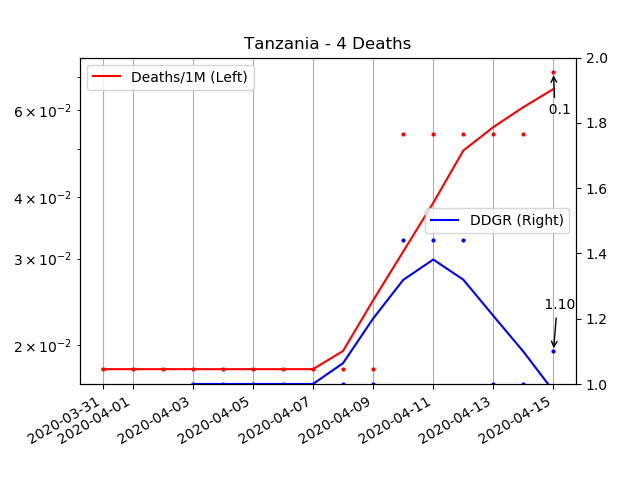 Tanzania - 4 Deaths
Deaths/1M (Left)
DDGR (Right)
0.1
1.10
6 × 10⁻²
4 × 10⁻²
3 × 10⁻²
2 × 10⁻²
2.0
1.8
1.6
1.4
1.2
1.0
2020-03-31
2020-04-01
2020-04-03
2020-04-05
2020-04-07
2020-04-09
2020-04-11
2020-04-13
2020-04-15